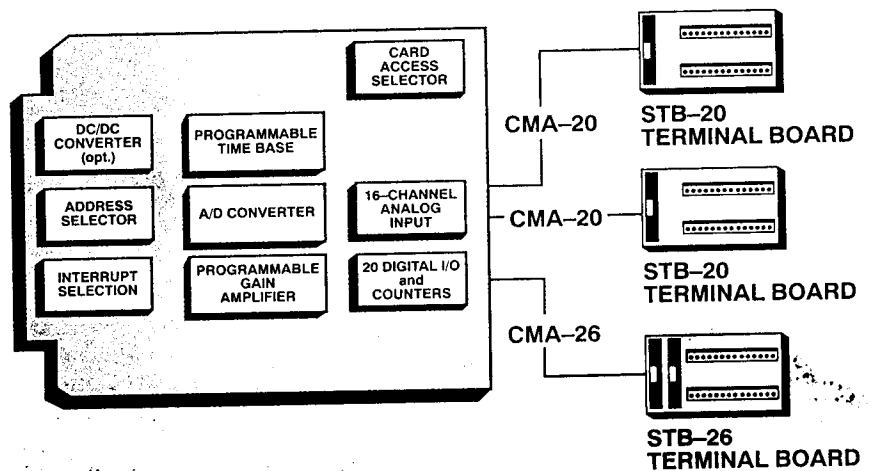 CARD
ACCESS
SELECTOR
DC/DC
CONVERTER
(opt.)
PROGRAMMABLE
TIME BASE
ADDRESS
SELECTOR
A/D CONVERTER
16–CHANNEL
ANALOG
INPUT
INTERRUPT
SELECTION
PROGRAMMABLE
GAIN
AMPLIFIER
20 DIGITAL I/O
and
COUNTERS
CMA–20
STB–20
TERMINAL BOARD
CMA–20
STB–20
TERMINAL BOARD
CMA–26
STB–26
TERMINAL BOARD